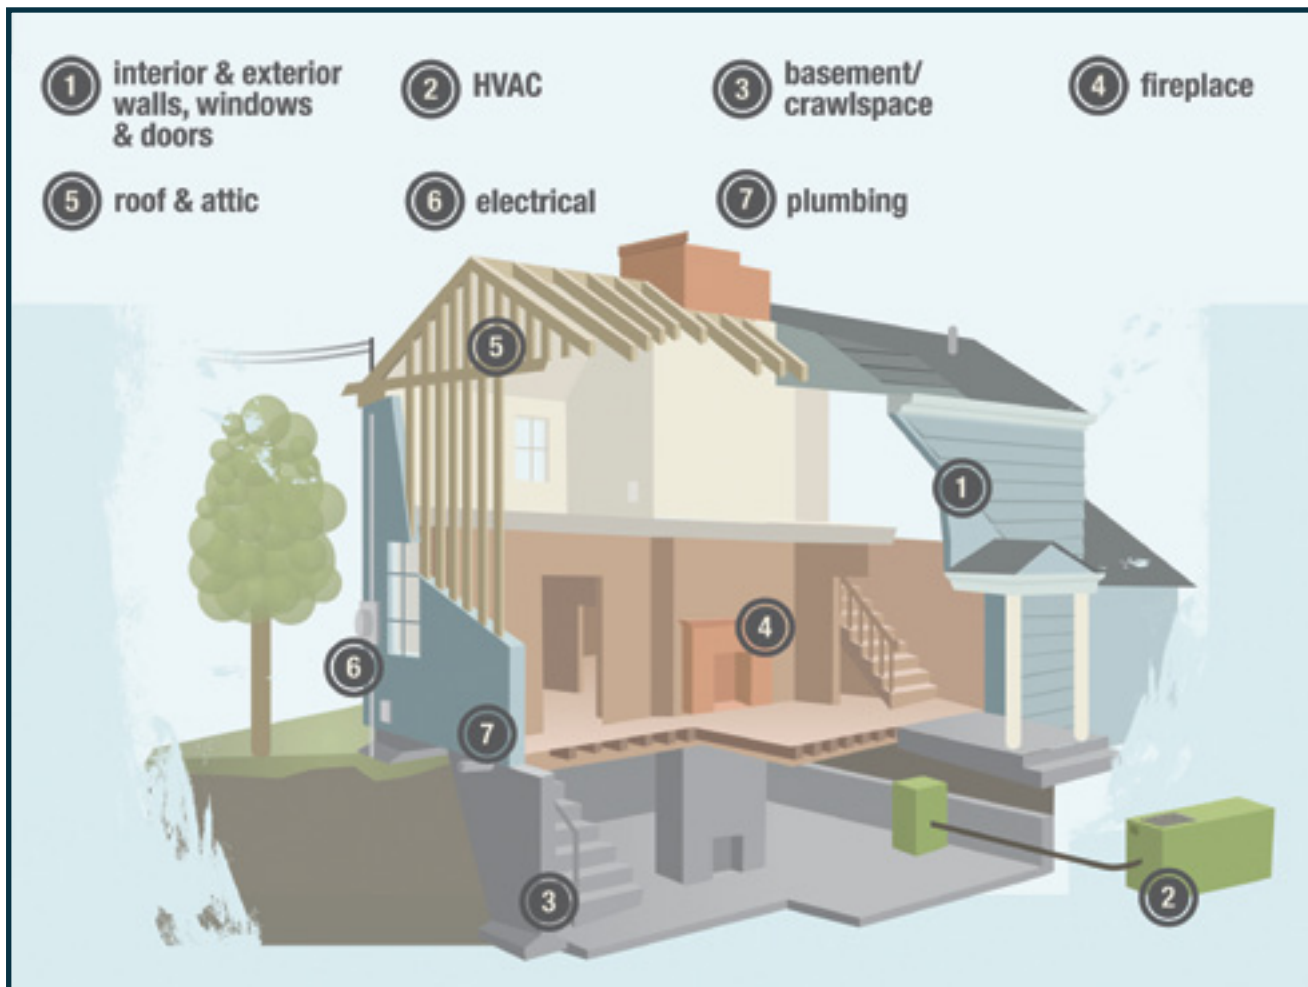 1 interior & exterior
walls, windows
& doors
2 HVAC
3 basement/
crawlspace
4 fireplace
5 roof & attic
6 electrical
7 plumbing
5
1
4
6
7
3
2